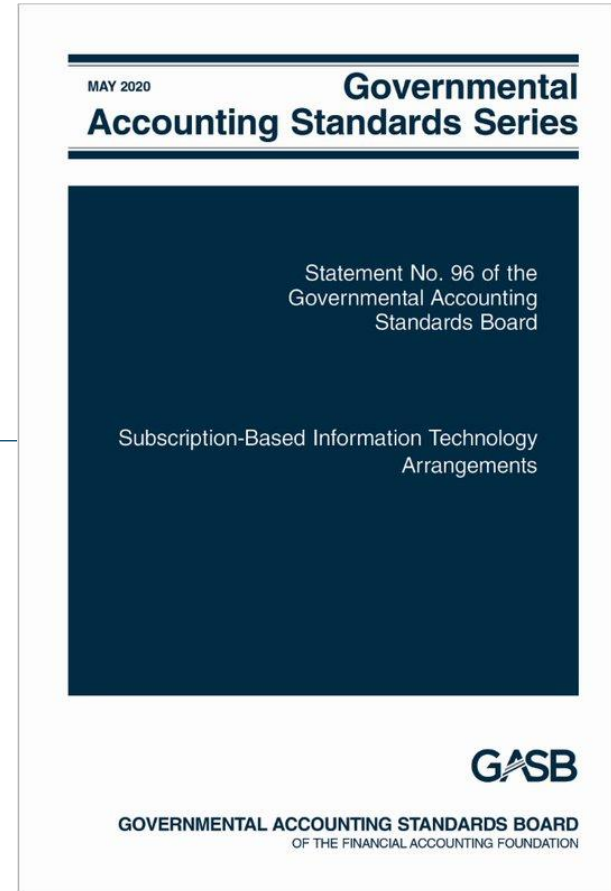 MAY 2020
Governmental
Accounting Standards Series
Statement No. 96 of the
Governmental Accounting
Standards Board
Subscription-Based Information Technology
Arrangements
GASB
GOVERNMENTAL ACCOUNTING STANDARDS BOARD
OF THE FINANCIAL ACCOUNTING FOUNDATION